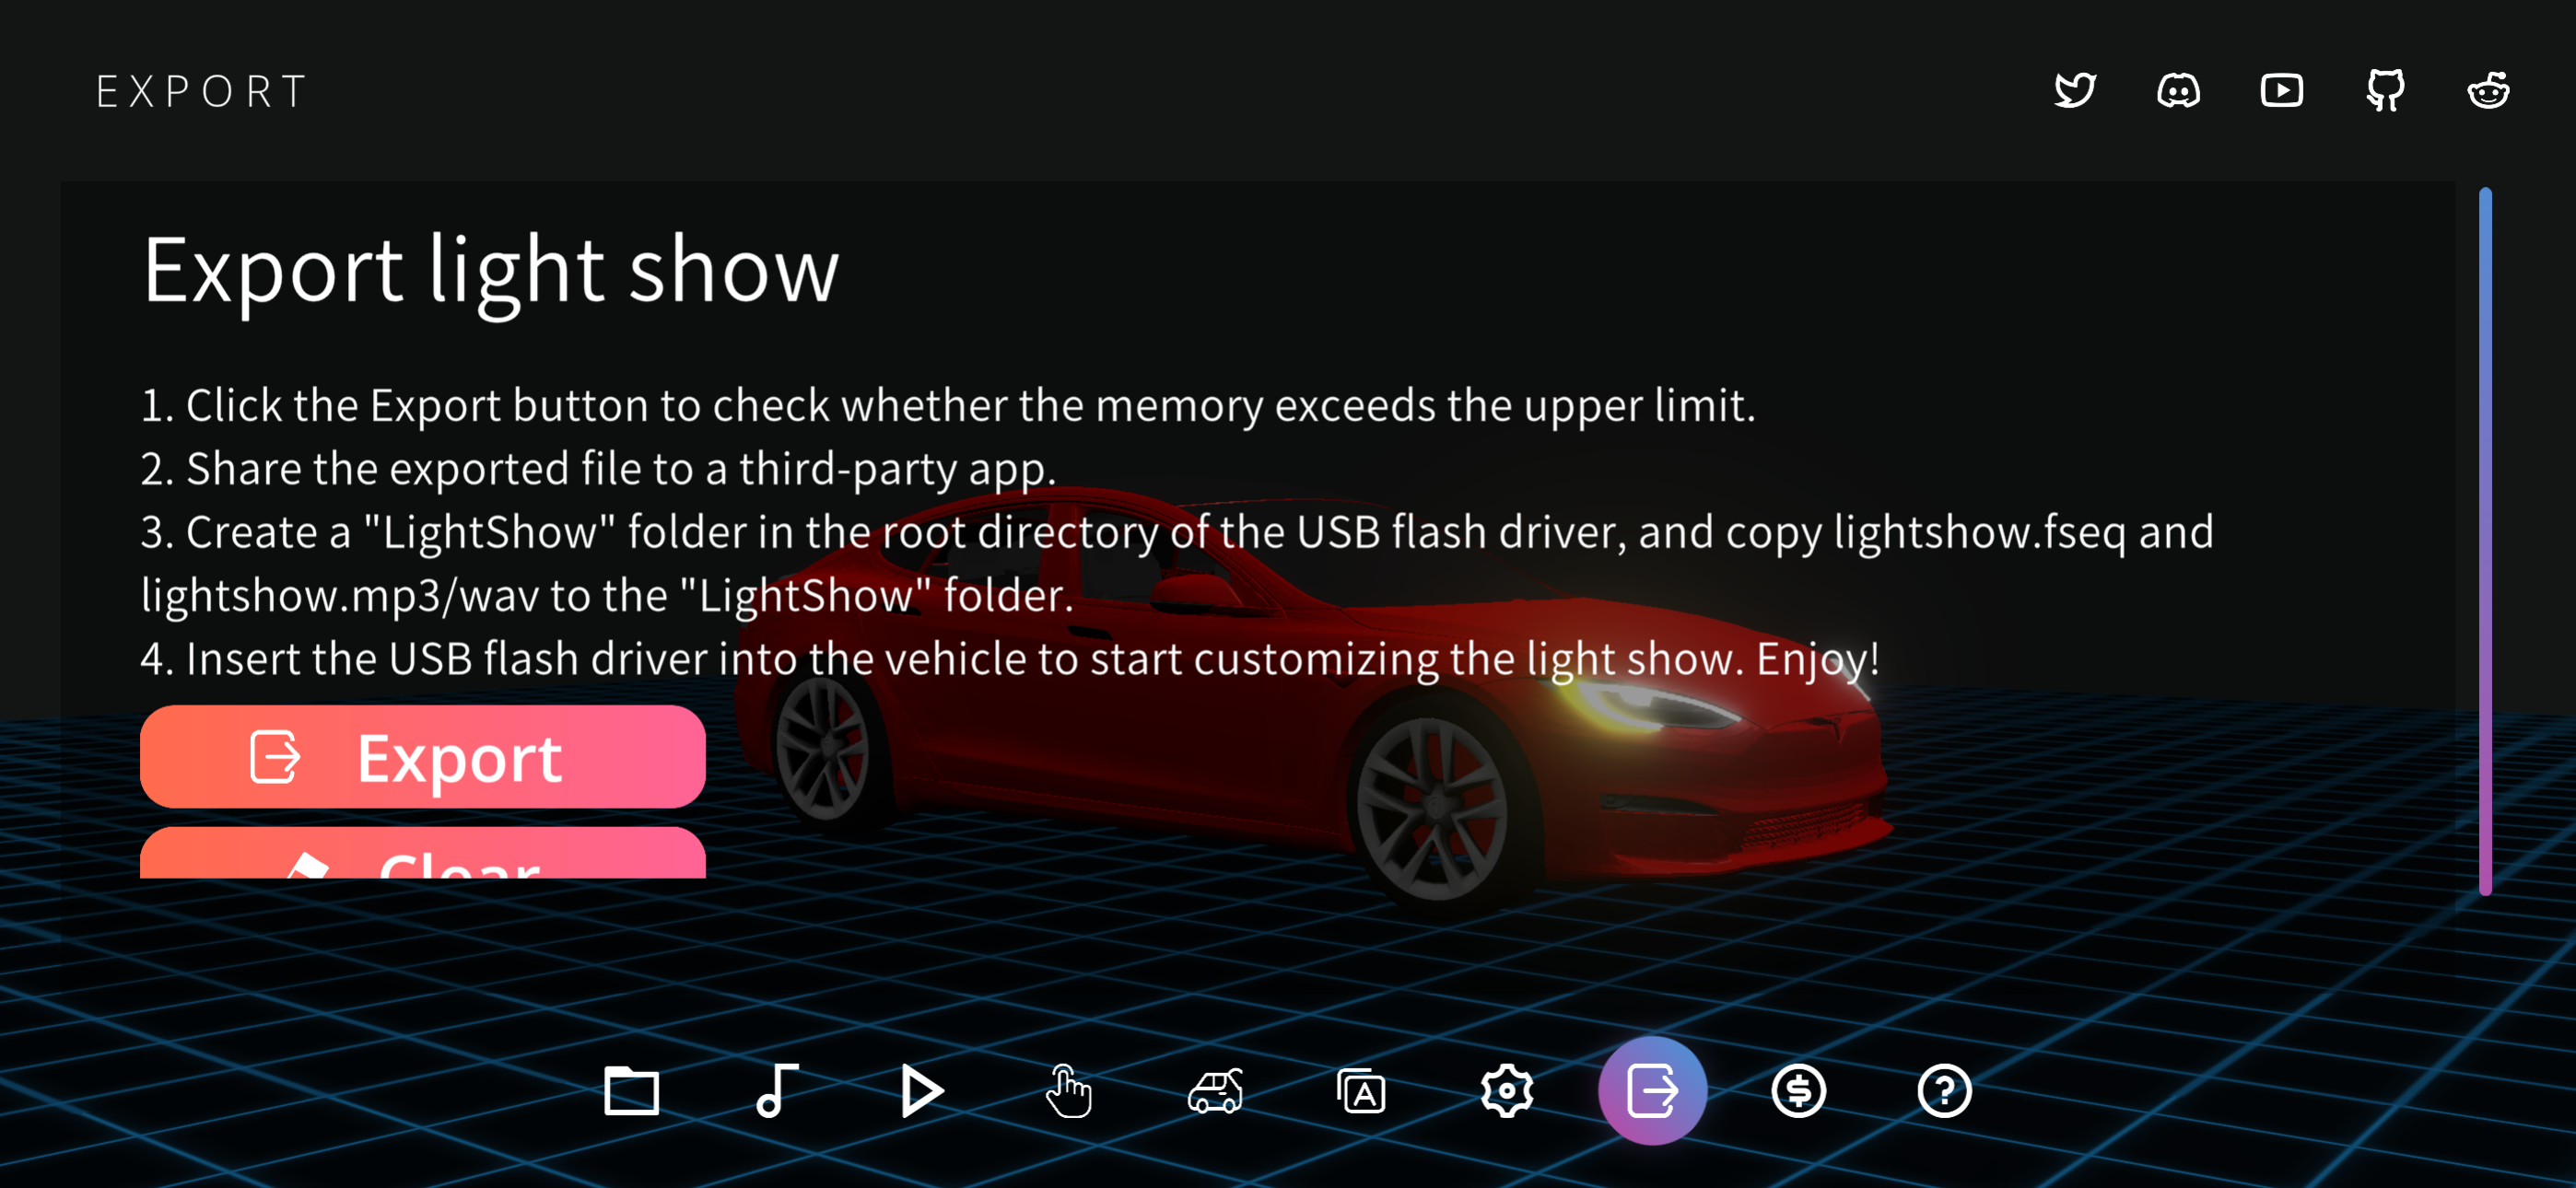 EXPORT
Export light show
1. Click the Export button to check whether the memory exceeds the upper limit.
2. Share the exported file to a third-party app.
3. Create a "LightShow" folder in the root directory of the USB flash driver, and copy lightshow.fseq and
lightshow.mp3/wav to the "LightShow" folder.
4. Insert the USB flash driver into the vehicle to start customizing the light show. Enjoy!
Export
Clear